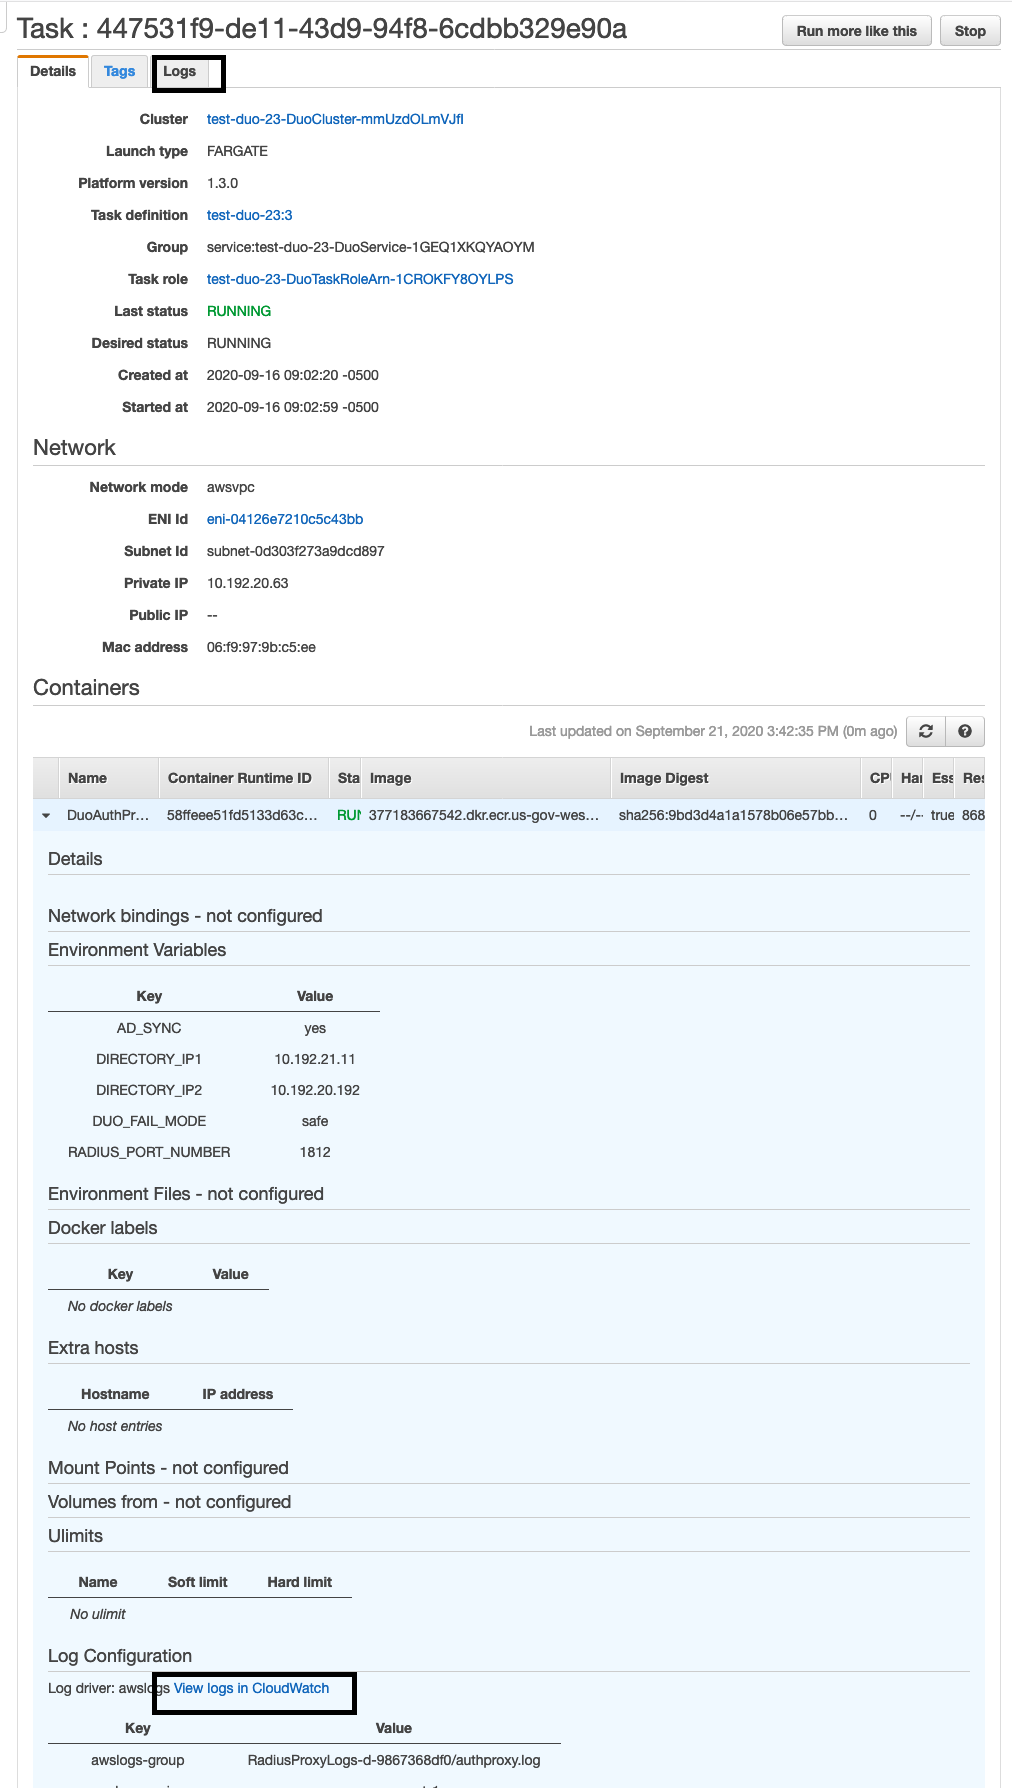 Task : 447531f9-de11-43d9-94f8-6cdbb329e90a
Run more like this
Stop
Details
Tags
Logs
Cluster test-duo-23-DuoCluster-mmUzdOLmVJfI
Launch type FARGATE
Platform version 1.3.0
Task definition test-duo-23:3
Group service:test-duo-23-DuoService-1GEQ1XKQYAOYM
Task role test-duo-23-DuoTaskRoleArn-1CROKFY8OYLPS
Last status RUNNING
Desired status RUNNING
Created at 2020-09-16 09:02:20 -0500
Started at 2020-09-16 09:02:59 -0500
Network
Network mode awsvpc
ENI Id eni-04126e7210c5c43bb
Subnet Id subnet-0d303f273a9dcd897
Private IP 10.192.20.63
Public IP --
Mac address 06:f9:97:9b:c5:ee
Containers
Last updated on September 21, 2020 3:42:35 PM (0m ago)
Name Container Runtime ID Sta Image Image Digest CP Har Ess Res
DuoAuthPr... 58ffeee51fd5133d63c... RUN 377183667542.dkr.ecr.us-gov-wes... sha256:9bd3d4a1a1578b06e57bb... 0 --/-- true 868
Details
Network bindings - not configured
Environment Variables
Key Value
AD_SYNC yes
DIRECTORY_IP1 10.192.21.11
DIRECTORY_IP2 10.192.20.192
DUO_FAIL_MODE safe
RADIUS_PORT_NUMBER 1812
Environment Files - not configured
Docker labels
Key Value
No docker labels
Extra hosts
Hostname IP address
No host entries
Mount Points - not configured
Volumes from - not configured
Ulimits
Name Soft limit Hard limit
No ulimit
Log Configuration
Log driver: awslogs View logs in CloudWatch
Key Value
awslogs-group RadiusProxyLogs-d-9867368df0/authproxy.log